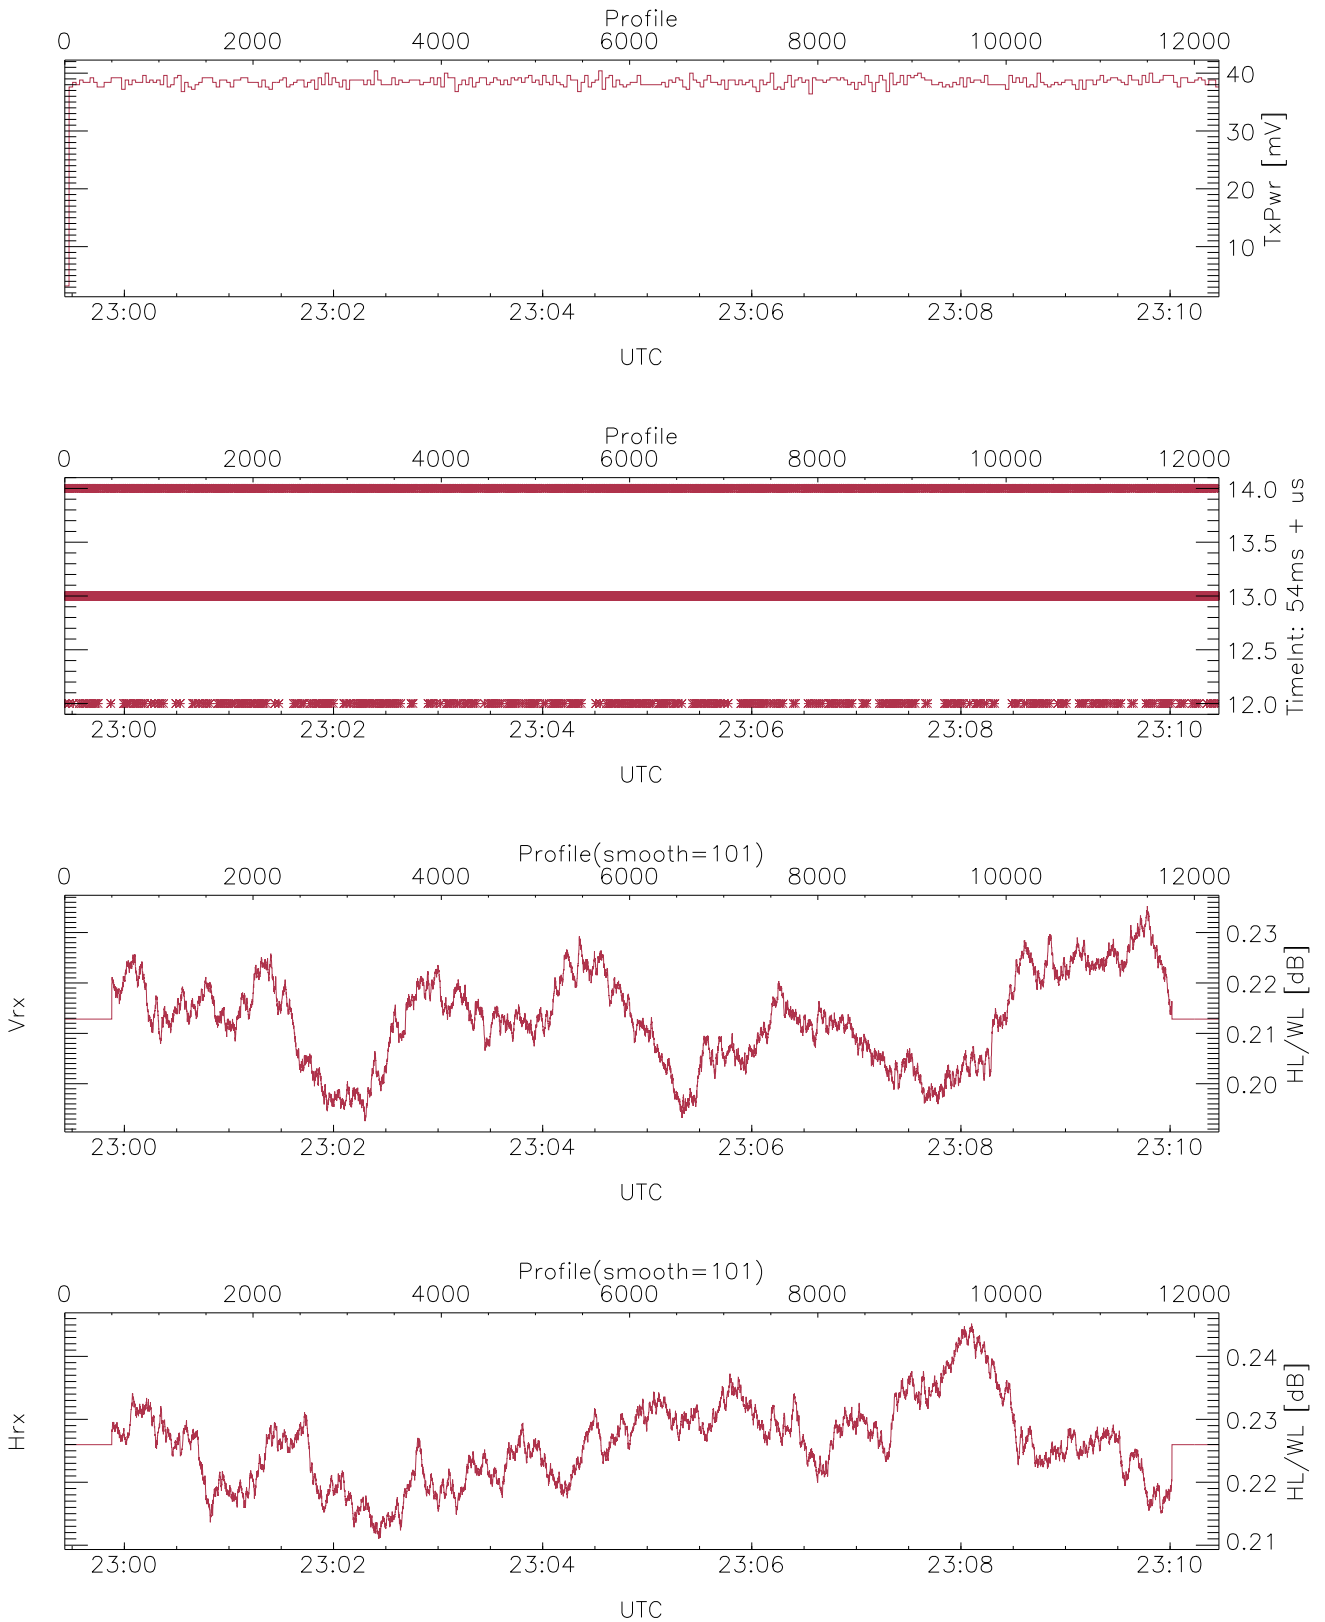 Profile
0 2000 4000 6000 8000 10000 12000
40
30
20
10
TxPwr [mV]
23:00 23:02 23:04 23:06 23:08 23:10
UTC
Profile
0 2000 4000 6000 8000 10000 12000
14.0
13.5
13.0
12.5
12.0
TimeInt: 54ms + us
23:00 23:02 23:04 23:06 23:08 23:10
UTC
Profile(smooth=101)
0 2000 4000 6000 8000 10000 12000
Vrx
0.23
0.22
0.21
0.20
HL/WL [dB]
23:00 23:02 23:04 23:06 23:08 23:10
UTC
Profile(smooth=101)
0 2000 4000 6000 8000 10000 12000
Hrx
0.24
0.23
0.22
0.21
HL/WL [dB]
23:00 23:02 23:04 23:06 23:08 23:10
UTC